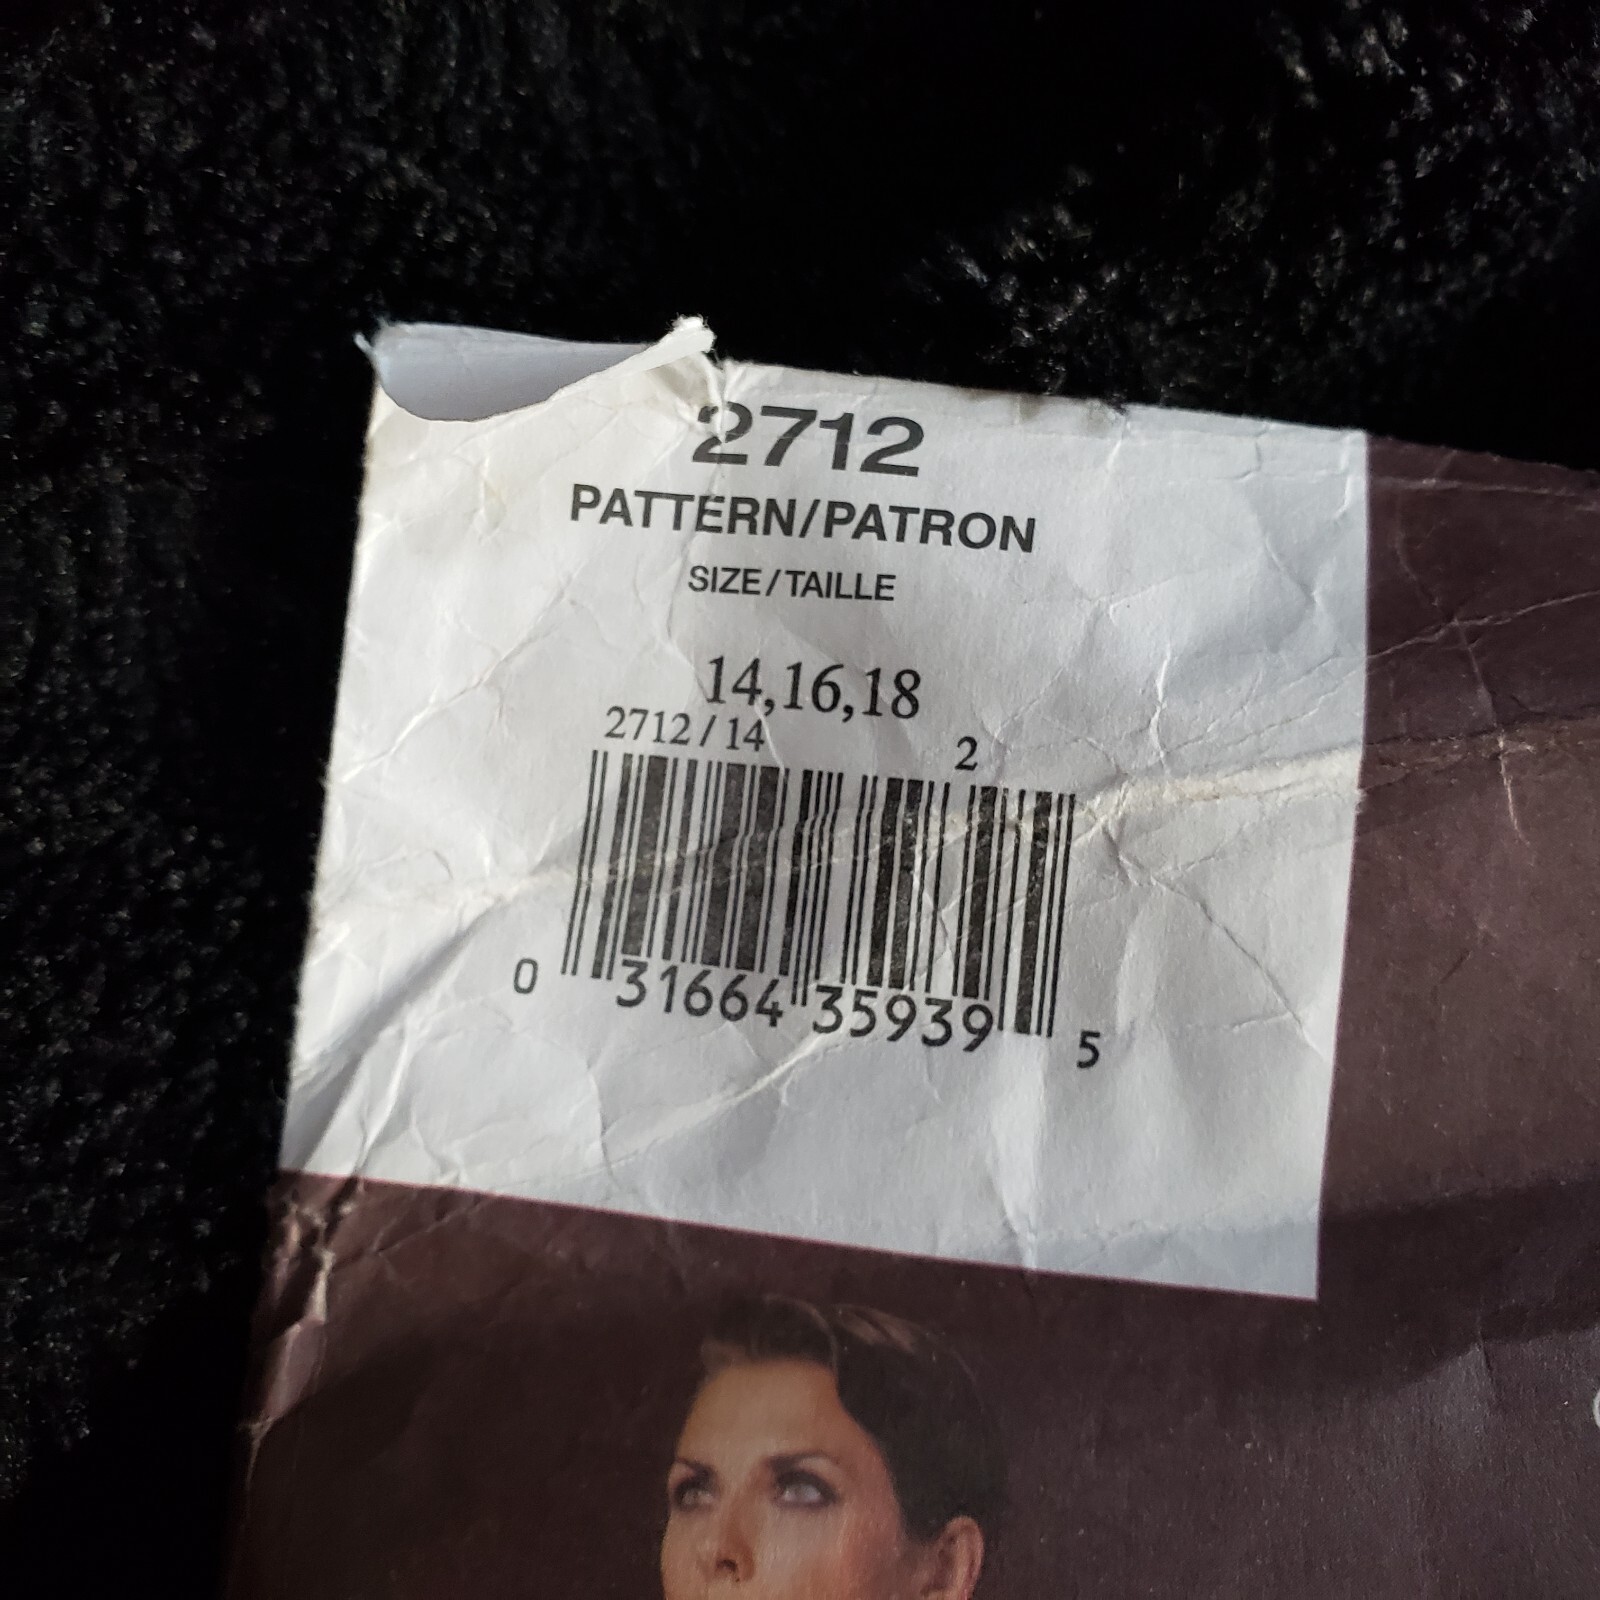 2712
PATTERN/PATRON
SIZE/TAILLE
14,16,18
2712/14 2
0 31664 35939 5